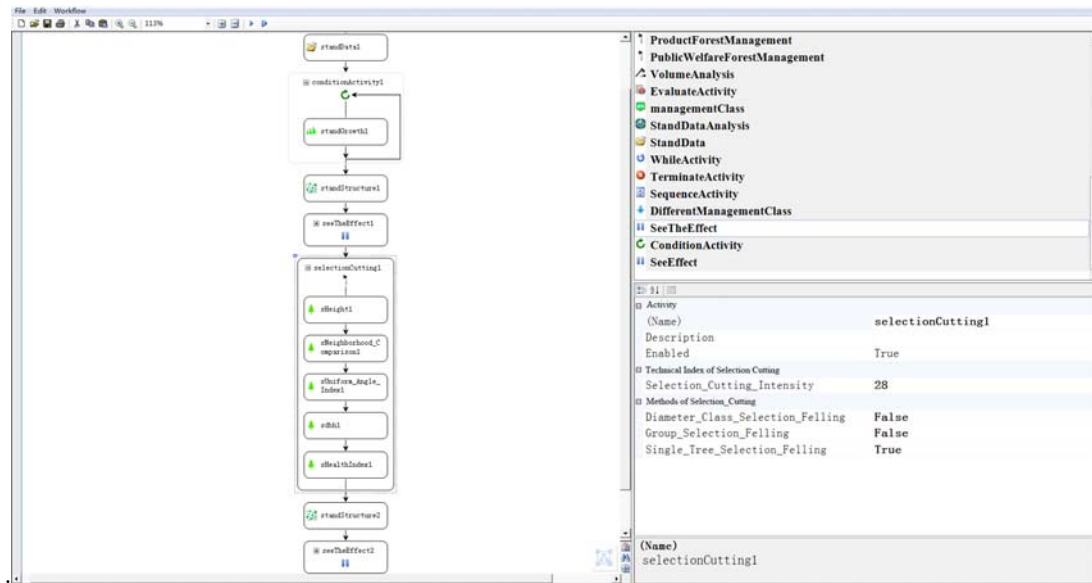 File Edit Workflow
113%
standData1
conditionActivity1
standGrowth1
standStructure1
seeTheEffect1
selectionCutting1
sHeight1
sNeighborhood_C
omparison1
sUniform_Angle_
Index1
sdbh1
sHealthIndex1
standStructure2
seeTheEffect2
ProductForestManagement
PublicWelfareForestManagement
VolumeAnalysis
EvaluateActivity
managementClass
StandDataAnalysis
StandData
WhileActivity
TerminateActivity
SequenceActivity
DifferentManagementClass
SeeTheEffect
ConditionActivity
SeeEffect
Activity
(Name) selectionCutting1
Description
Enabled True
Technical Index of Selection Cutting
Selection_Cutting_Intensity 28
Methods of Selection_Cutting
Diameter_Class_Selection_Felling False
Group_Selection_Felling False
Single_Tree_Selection_Felling True
(Name)
selectionCutting1